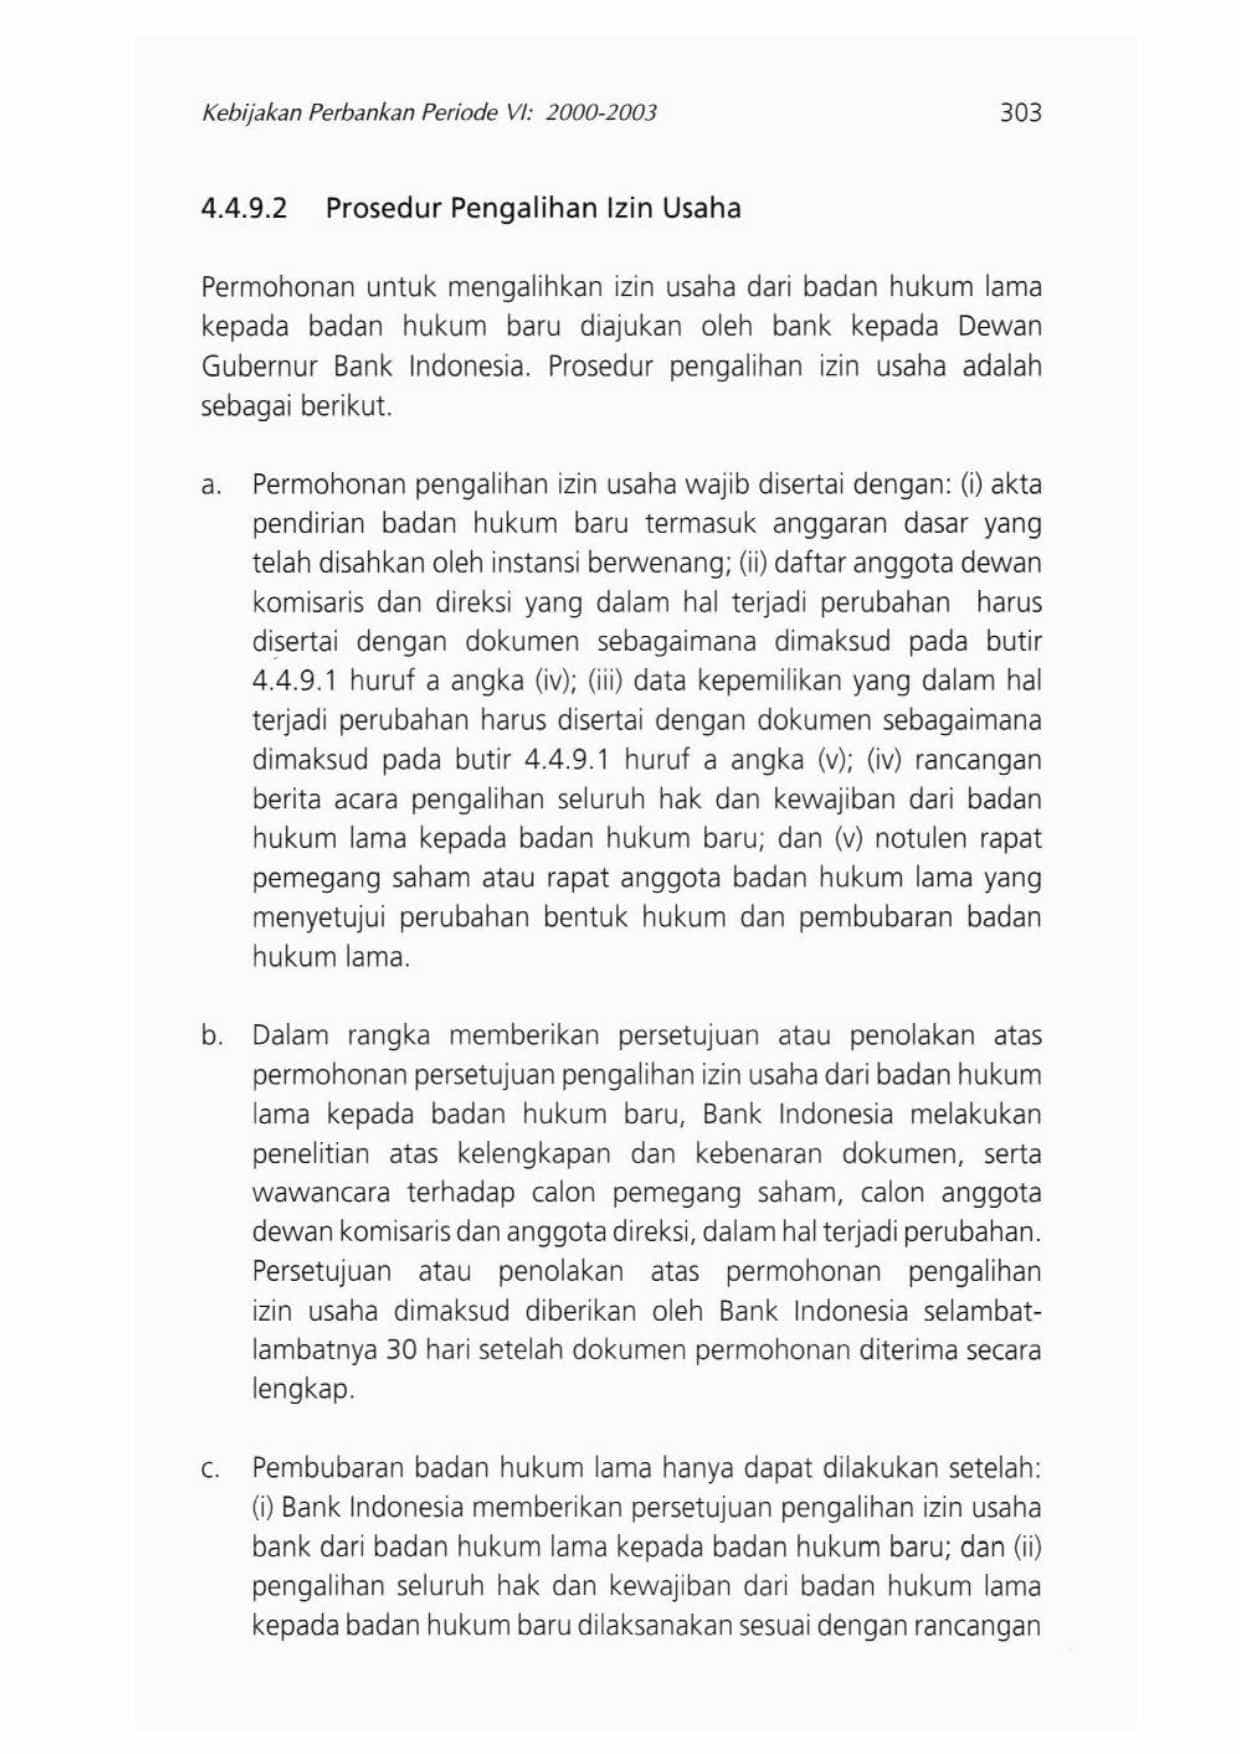 Kebijakan Perbankan Periode VI: 2000-2003 303
4.4.9.2 Prosedur Pengalihan Izin Usaha
Permohonan untuk mengalihkan izin usaha dari badan hukum lama
kepada badan hukum baru diajukan oleh bank kepada Dewan
Gubernur Bank Indonesia. Prosedur pengalihan izin usaha adalah
sebagai berikut.
a. Permohonan pengalihan izin usaha wajib disertai dengan: (i) akta
pendirian badan hukum baru termasuk anggaran dasar yang
telah disahkan oleh instansi berwenang; (ii) daftar anggota dewan
komisaris dan direksi yang dalam hal terjadi perubahan harus
disertai dengan dokumen sebagaimana dimaksud pada butir
4.4.9.1 huruf a angka (iv); (iii) data kepemilikan yang dalam hal
terjadi perubahan harus disertai dengan dokumen sebagaimana
dimaksud pada butir 4.4.9.1 huruf a angka (v); (iv) rancangan
berita acara pengalihan seluruh hak dan kewajiban dari badan
hukum lama kepada badan hukum baru; dan (v) notulen rapat
pemegang saham atau rapat anggota badan hukum lama yang
menyetujui perubahan bentuk hukum dan pembubaran badan
hukum lama.
b. Dalam rangka memberikan persetujuan atau penolakan atas
permohonan persetujuan pengalihan izin usaha dari badan hukum
lama kepada badan hukum baru, Bank Indonesia melakukan
penelitian atas kelengkapan dan kebenaran dokumen, serta
wawancara terhadap calon pemegang saham, calon anggota
dewan komisaris dan anggota direksi, dalam hal terjadi perubahan.
Persetujuan atau penolakan atas permohonan pengalihan
izin usaha dimaksud diberikan oleh Bank Indonesia selambat-
lambatnya 30 hari setelah dokumen permohonan diterima secara
lengkap.
c. Pembubaran badan hukum lama hanya dapat dilakukan setelah:
(i) Bank Indonesia memberikan persetujuan pengalihan izin usaha
bank dari badan hukum lama kepada badan hukum baru; dan (ii)
pengalihan seluruh hak dan kewajiban dari badan hukum lama
kepada badan hukum baru dilaksanakan sesuai dengan rancangan